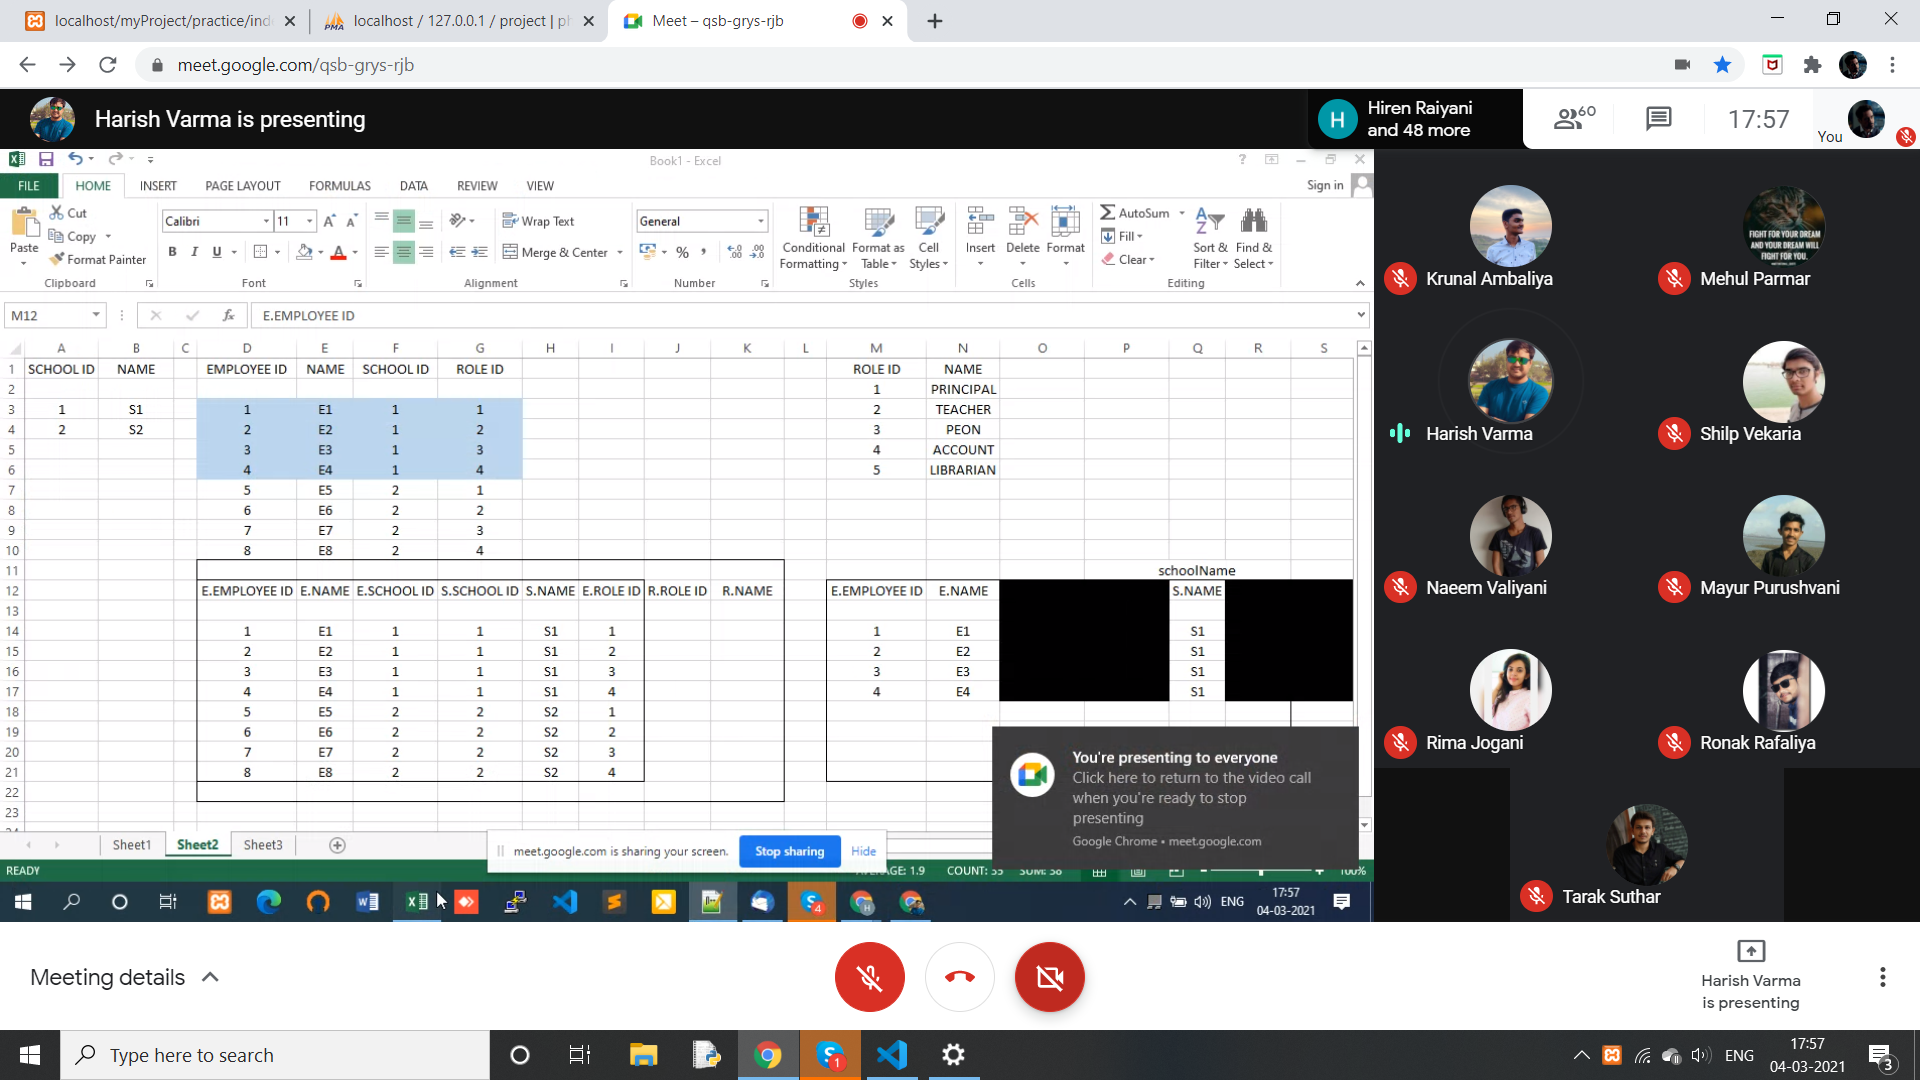 localhost/myProject/practice/ind
localhost / 127.0.0.1 / project | ph
Meet – qsb-grys-rjb
meet.google.com/qsb-grys-rjb
Harish Varma is presenting
H
Hiren Raiyani
and 48 more
60
17:57
You
Book1 - Excel
FILE HOME INSERT PAGE LAYOUT FORMULAS DATA REVIEW VIEW
Sign in
Paste
Cut
Copy
Format Painter
Clipboard
Calibri 11
B I U
Font
Wrap Text
Merge & Center
Alignment
General
%
Number
Conditional Formatting
Format as Table
Cell Styles
Styles
Insert Delete Format
Cells
AutoSum
Fill
Clear
Sort & Filter
Find & Select
Editing
M12
fx
E.EMPLOYEE ID
A B C D E F G H I J K L M N O P Q R S
1 SCHOOL ID NAME EMPLOYEE ID NAME SCHOOL ID ROLE ID ROLE ID NAME
2 1 PRINCIPAL
3 1 S1 1 E1 1 1 2 TEACHER
4 2 S2 2 E2 1 2 3 PEON
5 3 E3 1 3 4 ACCOUNT
6 4 E4 1 4 5 LIBRARIAN
7 5 E5 2 1
8 6 E6 2 2
9 7 E7 2 3
10 8 E8 2 4
11 schoolName
12 E.EMPLOYEE ID E.NAME E.SCHOOL ID S.SCHOOL ID S.NAME E.ROLE ID R.ROLE ID R.NAME E.EMPLOYEE ID E.NAME S.NAME
13
14 1 E1 1 1 S1 1 1 E1 S1
15 2 E2 1 1 S1 2 2 E2 S1
16 3 E3 1 1 S1 3 3 E3 S1
17 4 E4 1 1 S1 4 4 E4 S1
18 5 E5 2 2 S2 1
19 6 E6 2 2 S2 2
20 7 E7 2 2 S2 3
21 8 E8 2 2 S2 4
22
23
You're presenting to everyone
Click here to return to the video call
when you're ready to stop
presenting
Google Chrome • meet.google.com
Sheet1 Sheet2 Sheet3
meet.google.com is sharing your screen.
Stop sharing
Hide
READY
COUNT: 35
100%
ENG
17:57
04-03-2021
FIGHT FOR YOUR DREAM
AND YOUR DREAM WILL
FIGHT FOR YOU.
Krunal Ambaliya
Mehul Parmar
Harish Varma
Shilp Vekaria
Naeem Valiyani
Mayur Purushvani
Rima Jogani
Ronak Rafaliya
Tarak Suthar
Meeting details
Harish Varma
is presenting
Type here to search
1
ENG
17:57
04-03-2021
3